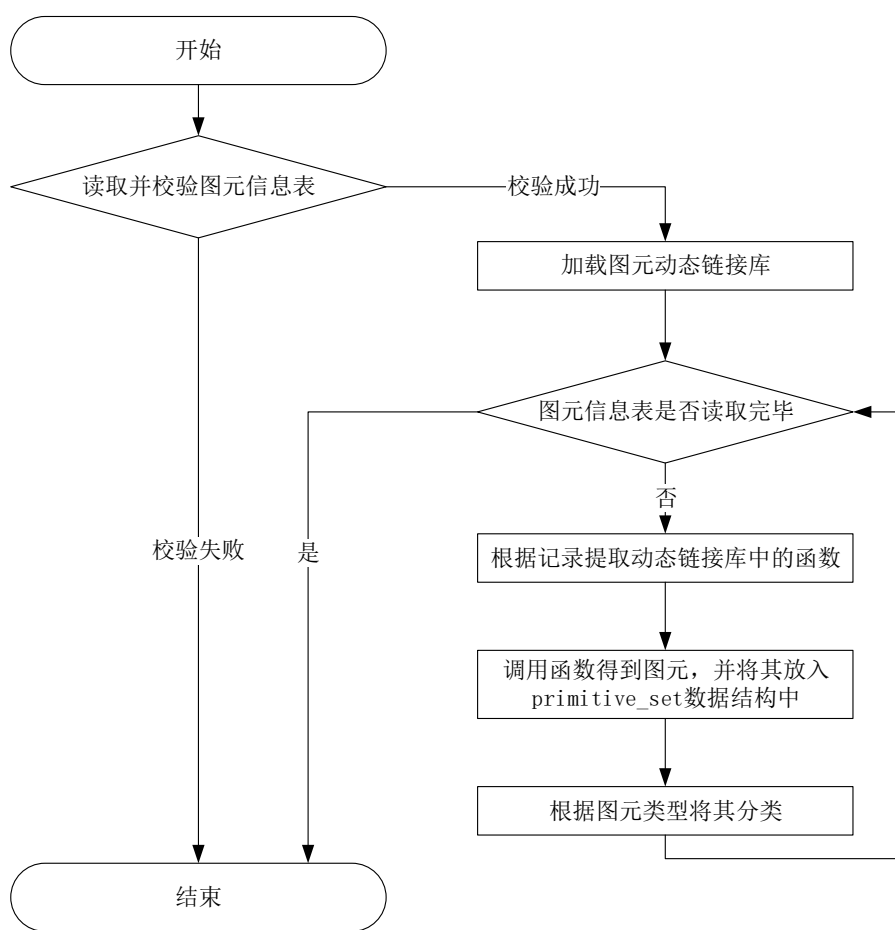 开始
读取并校验图元信息表
校验成功
加载图元动态链接库
图元信息表是否读取完毕
否
校验失败
是
根据记录提取动态链接库中的函数
调用函数得到图元，并将其放入
primitive_set数据结构中
根据图元类型将其分类
结束